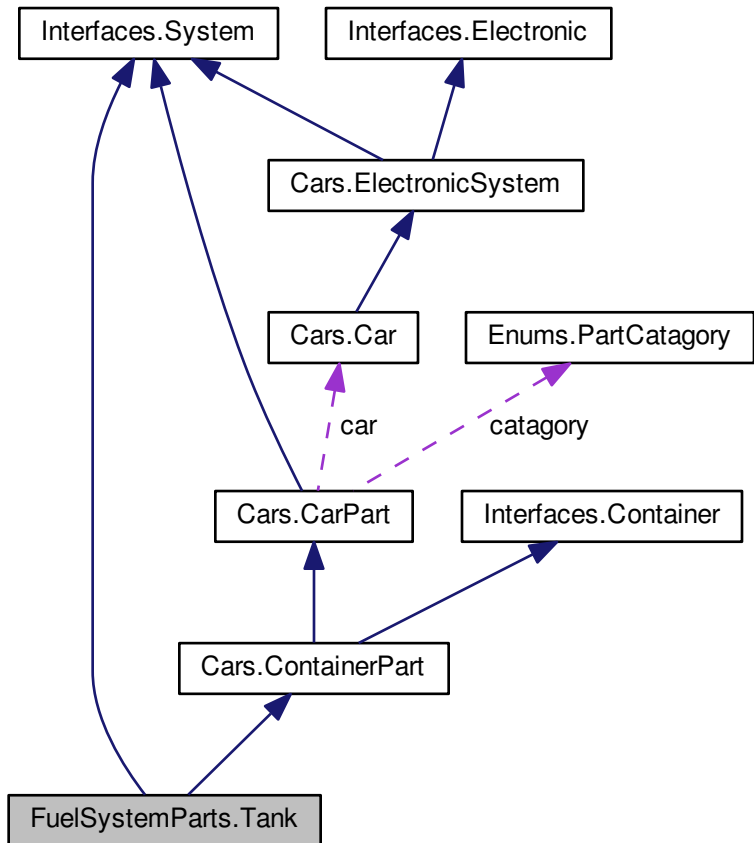 Interfaces.System
Interfaces.Electronic
Cars.ElectronicSystem
Cars.Car
Enums.PartCatagory
car
catagory
Cars.CarPart
Interfaces.Container
Cars.ContainerPart
FuelSystemParts.Tank